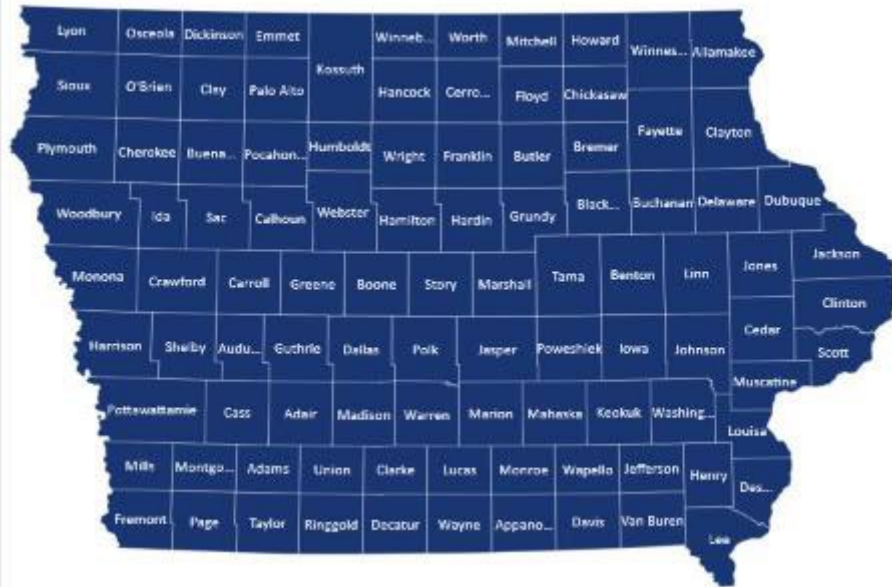 Lyon Osceola Dickinson Emmet Winneb... Worth Mitchell Howard Winnes... Allamakee
Kossuth
Sioux O'Brien Clay Palo Alto Hancock Cerro... Floyd Chickasaw
Fayette Clayton
Plymouth Cherokee Buena... Pocahon... Humboldt Wright Franklin Butler Bremer
Woodbury Ida Sac Calhoun Webster Hamilton Hardin Grundy Black... Buchanan Delaware Dubuque
Monona Crawford Carroll Greene Boone Story Marshall Tama Benton Linn Jones Jackson
Clinton
Harrison Shelby Audu... Guthrie Dallas Polk Jasper Poweshiek Iowa Johnson Cedar Scott
Muscatine
Pottawattamie Cass Adair Madison Warren Marion Mahaska Keokuk Washing...
Louisa
Mills Montgo... Adams Union Clarke Lucas Monroe Wapello Jefferson Henry Des...
Fremont Page Taylor Ringgold Decatur Wayne Appano... Davis Van Buren
Lee